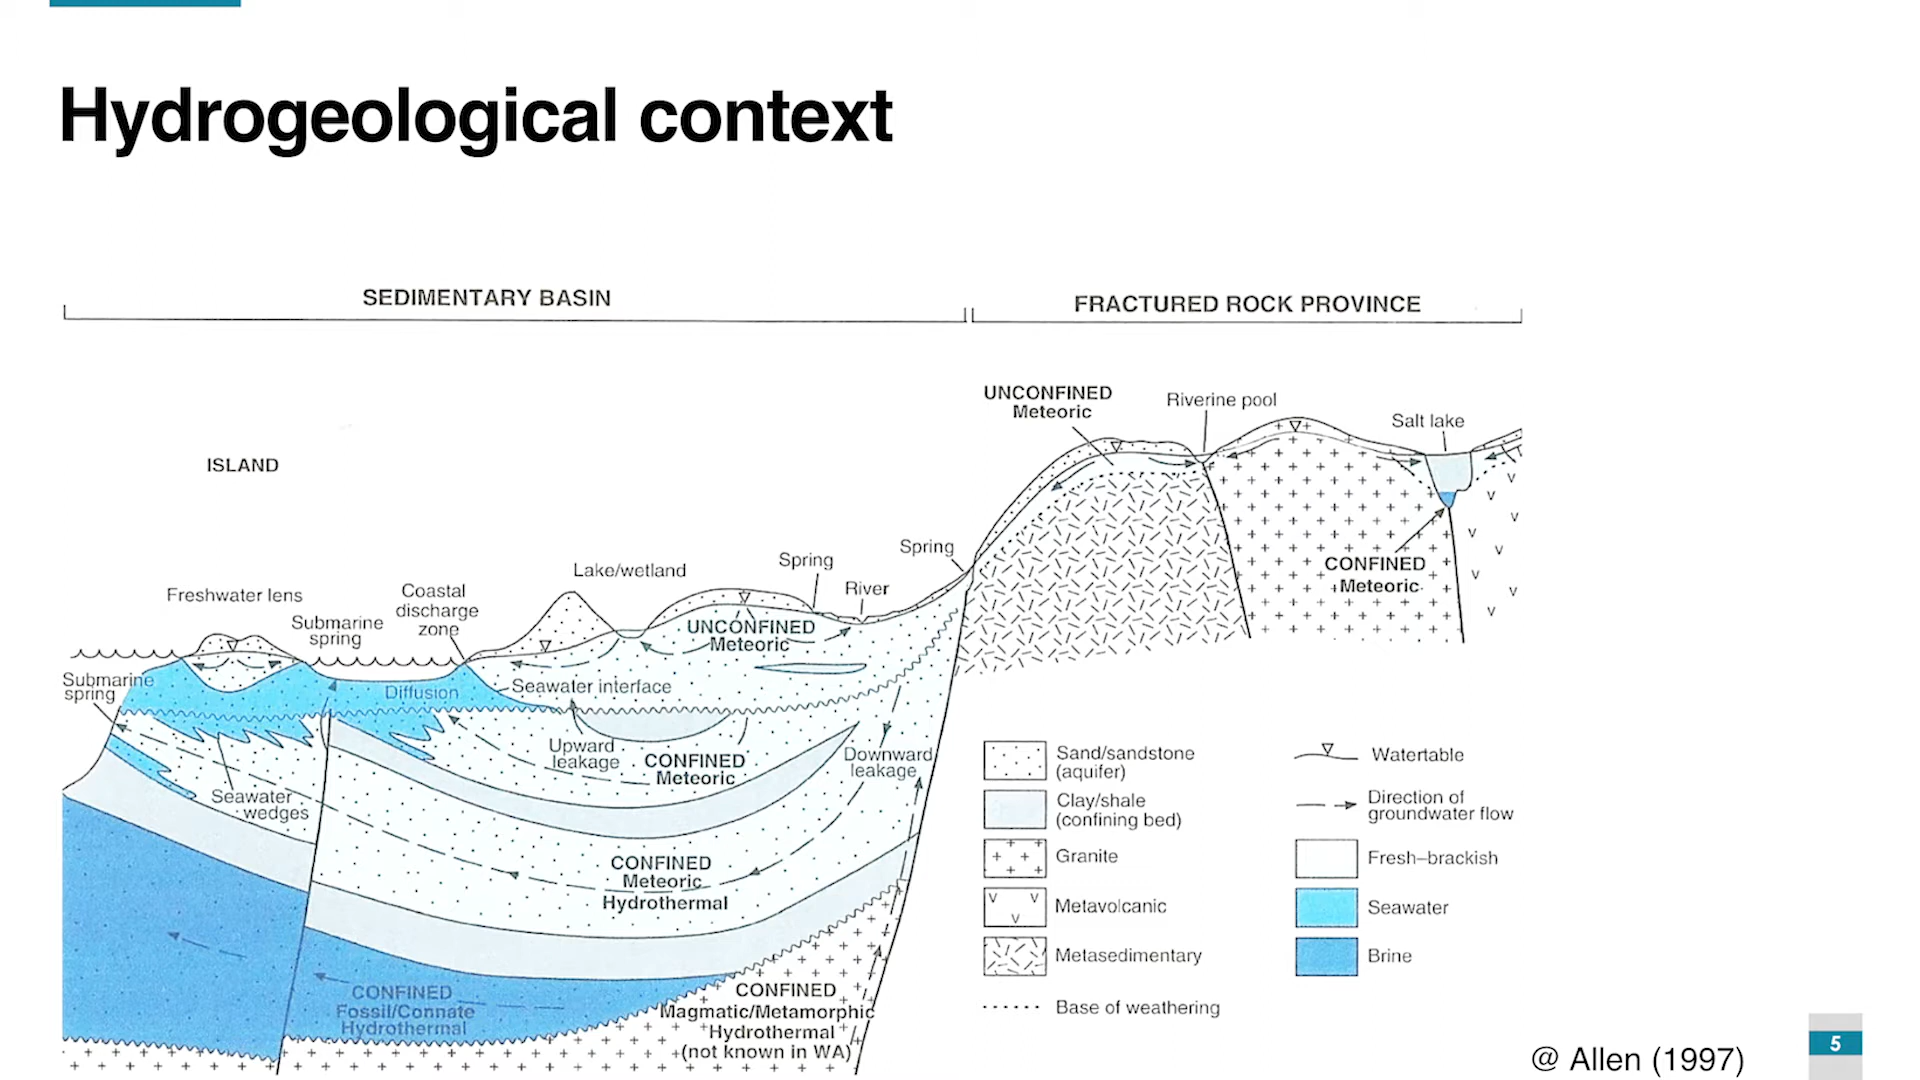 Hydrogeological context
SEDIMENTARY BASIN
FRACTURED ROCK PROVINCE
UNCONFINED
Meteoric
Riverine pool
Salt lake
ISLAND
CONFINED
Meteoric
Spring
Spring
Lake/wetland
River
Freshwater lens
Coastal
discharge
zone
Submarine
spring
UNCONFINED
Meteoric
Submarine
spring
Diffusion
Seawater interface
Upward
leakage
CONFINED
Meteoric
Downward
leakage
Seawater
wedges
CONFINED
Meteoric
Hydrothermal
CONFINED
Fossil/Connate
Hydrothermal
CONFINED
Magmatic/Metamorphic
Hydrothermal
(not known in WA)
Sand/sandstone
(aquifer)
Clay/shale
(confining bed)
Granite
Metavolcanic
Metasedimentary
Base of weathering
Watertable
Direction of
groundwater flow
Fresh–brackish
Seawater
Brine
@ Allen (1997)
5